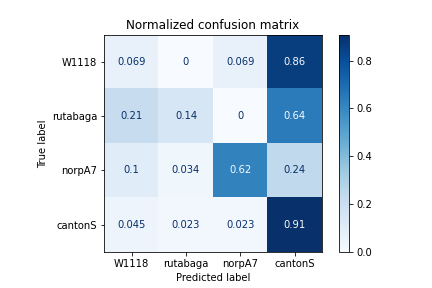 Normalized confusion matrix
W1118 0.069 0 0.069 0.86
rutabaga 0.21 0.14 0 0.64
norpA7 0.1 0.034 0.62 0.24
cantonS 0.045 0.023 0.023 0.91
W1118 rutabaga norpA7 cantonS
Predicted label
True label
0.8
0.6
0.4
0.2
0.0